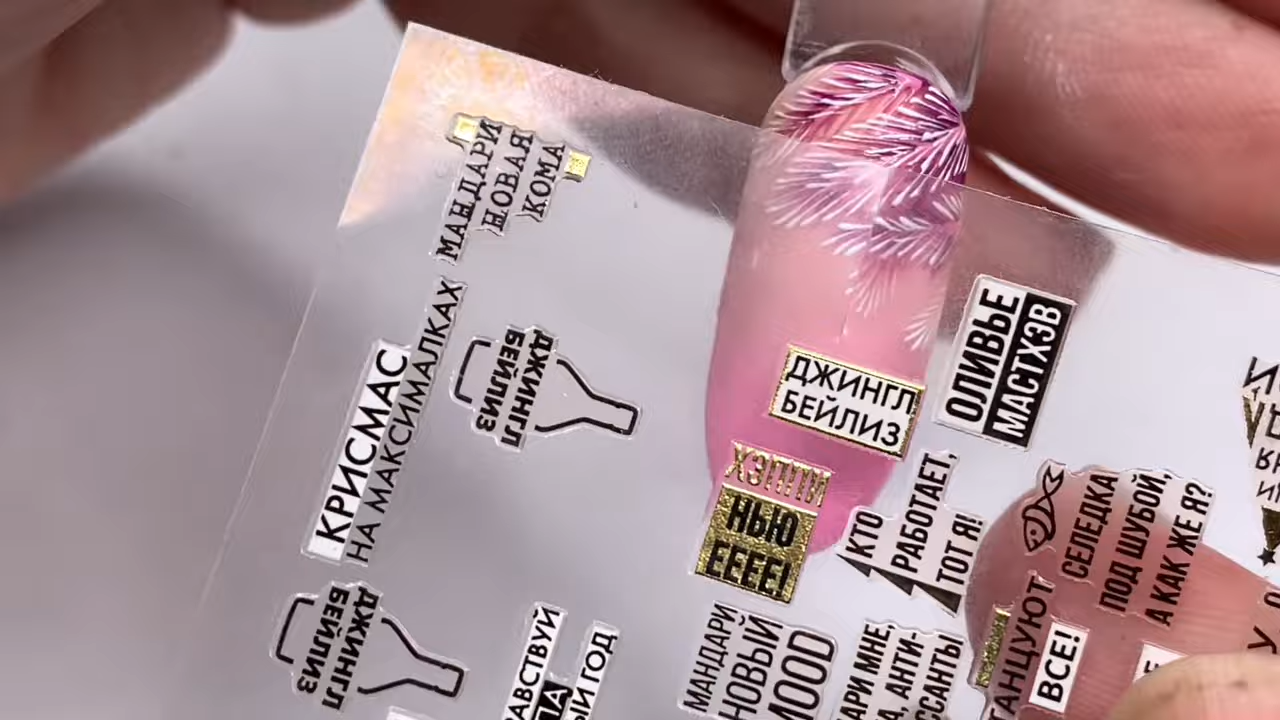 МАНДАРИ
НОВАЯ
КОМА
КРИСМАС
НА МАКСИМАЛКАХ
ДЖИНГЛ
БЕЙЛИЗ
ДЖИНГЛ
БЕЙЛИЗ
ОЛИВЬЕ
МАСТХЭВ
ХЭППИ
НЬЮ
ЕЕЕЕ!
КТО
РАБОТАЕТ,
ТОТ Я!
СЕЛЕДКА
ПОД ШУБОЙ,
А КАК ЖЕ Я?
ДЖИНГЛ
БЕЙЛИЗ
МАНДАРИ
НОВЫЙ
MOOD
ТАНЦУЮТ
ВСЕ!